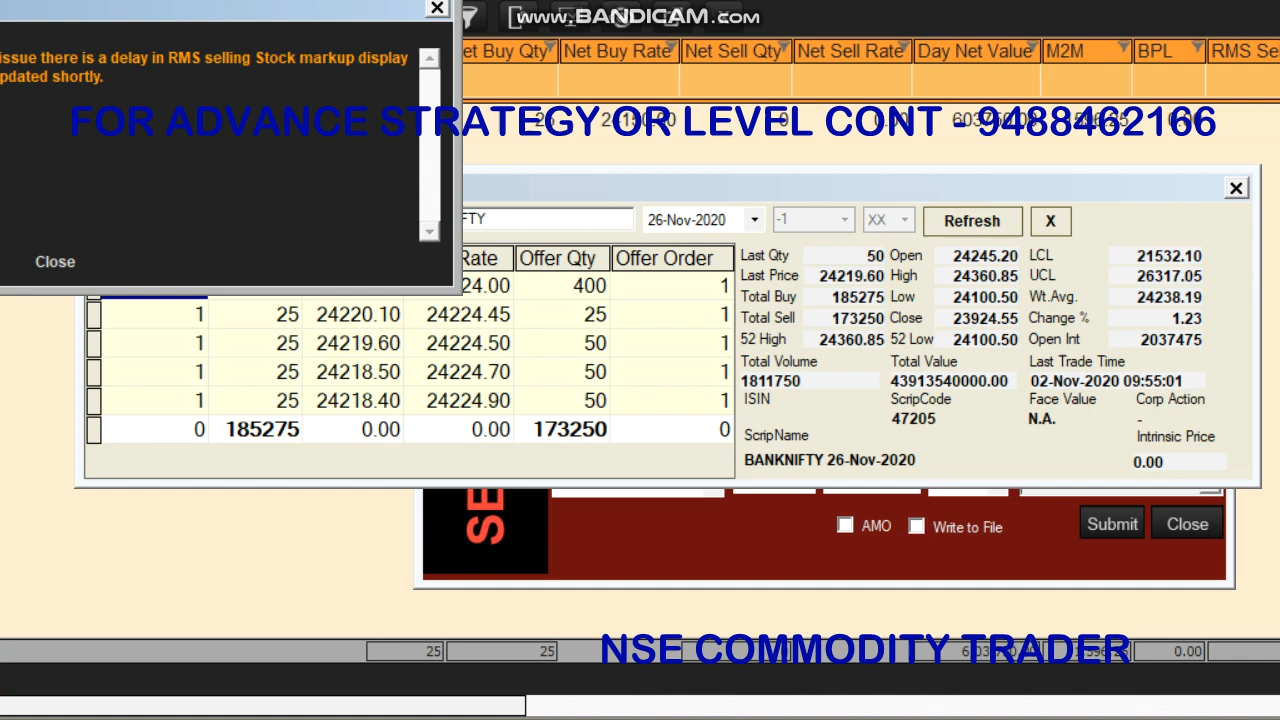 www.BANDICAM.com
issue there is a delay in RMS selling Stock markup display
pdated shortly.
Close
et Buy Qty Net Buy Rate Net Sell Qty Net Sell Rate Day Net Value M2M BPL RMS Se
FOR ADVANCE STRATEGY OR LEVEL CONT - 9488462166
FTY 26-Nov-2020 -1 XX Refresh X
Rate Offer Qty Offer Order
24.00 400 1
1 25 24220.10 24224.45 25 1
1 25 24219.60 24224.50 50 1
1 25 24218.50 24224.70 50 1
1 25 24218.40 24224.90 50 1
0 185275 0.00 0.00 173250 0
Last Qty 50 Open 24245.20 LCL 21532.10
Last Price 24219.60 High 24360.85 UCL 26317.05
Total Buy 185275 Low 24100.50 Wt.Avg. 24238.19
Total Sell 173250 Close 23924.55 Change % 1.23
52 High 24360.85 52 Low 24100.50 Open Int 2037475
Total Volume Total Value Last Trade Time
1811750 43913540000.00 02-Nov-2020 09:55:01
ISIN ScripCode Face Value Corp Action
47205 N.A. -
ScripName Intrinsic Price
BANKNIFTY 26-Nov-2020 0.00
SE
AMO Write to File Submit Close
25 25 0.00
NSE COMMODITY TRADER